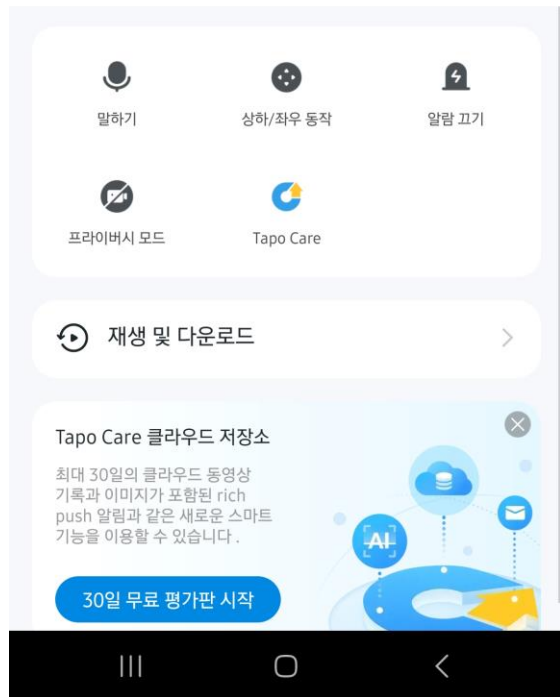 말하기
상하/좌우 동작
알람 끄기
프라이버시 모드
Tapo Care
재생 및 다운로드
Tapo Care 클라우드 저장소
최대 30일의 클라우드 동영상
기록과 이미지가 포함된 rich
push 알림과 같은 새로운 스마트
기능을 이용할 수 있습니다 .
AI
30일 무료 평가판 시작